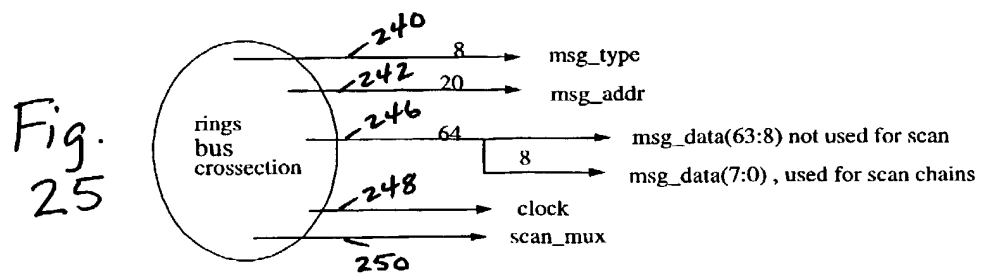 Fig. 25
rings
bus
crossection
240
8
msg_type
242
20
msg_addr
246
64
msg_data(63:8) not used for scan
8
msg_data(7:0) , used for scan chains
248
clock
scan_mux
250